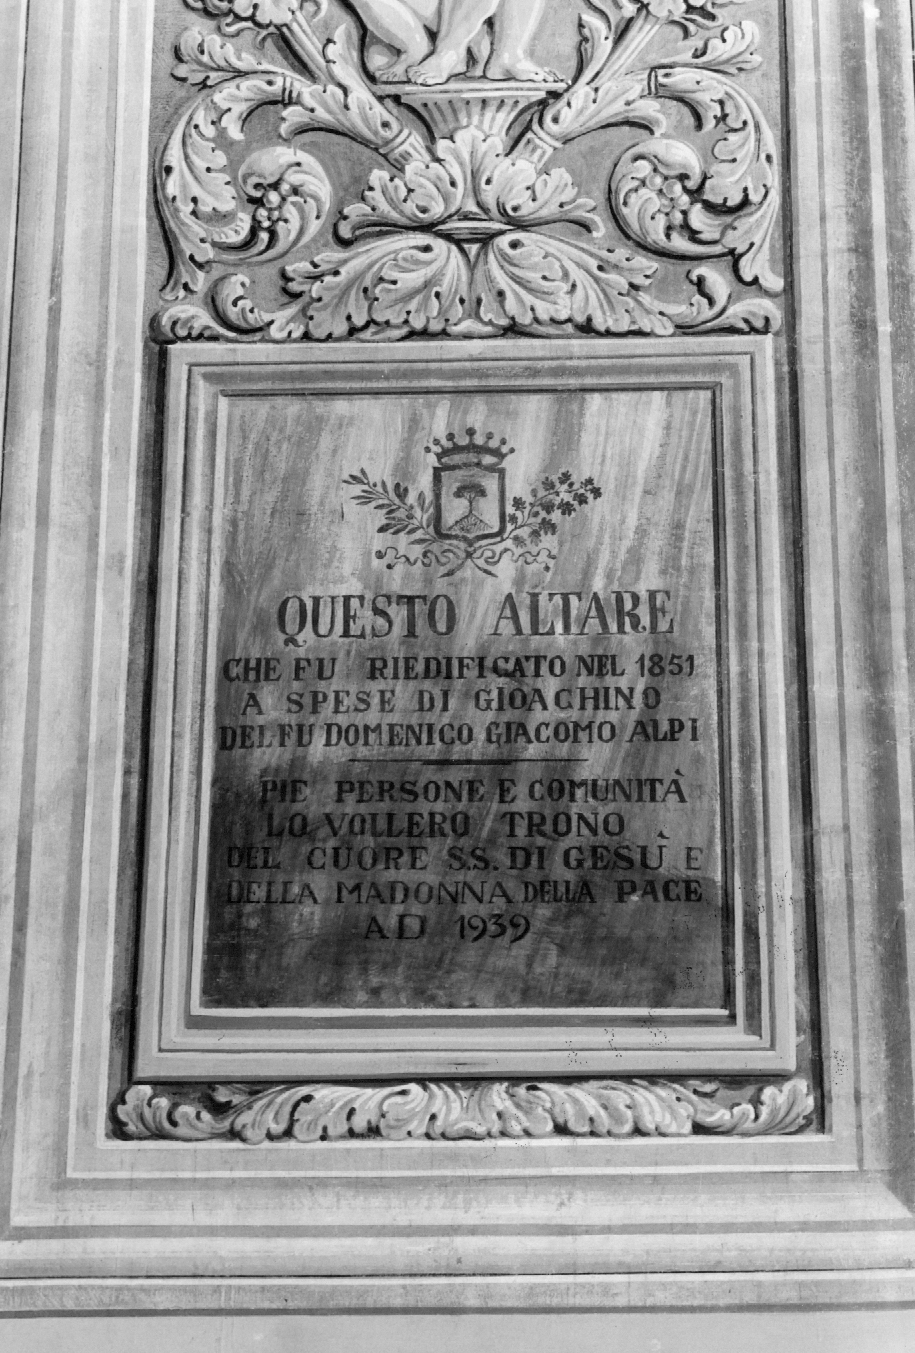 QUESTO ALTARE
CHE FU RIEDIFICATO NEL 1851
A SPESE DI GIOACHINO
DEL FU DOMENICO GIACOMO ALPI
PIE PERSONE E COMUNITÀ
LO VOLLERO TRONO
DEL CUORE SS. DI GESÙ E
DELLA MADONNA DELLA PACE
A.D 1939